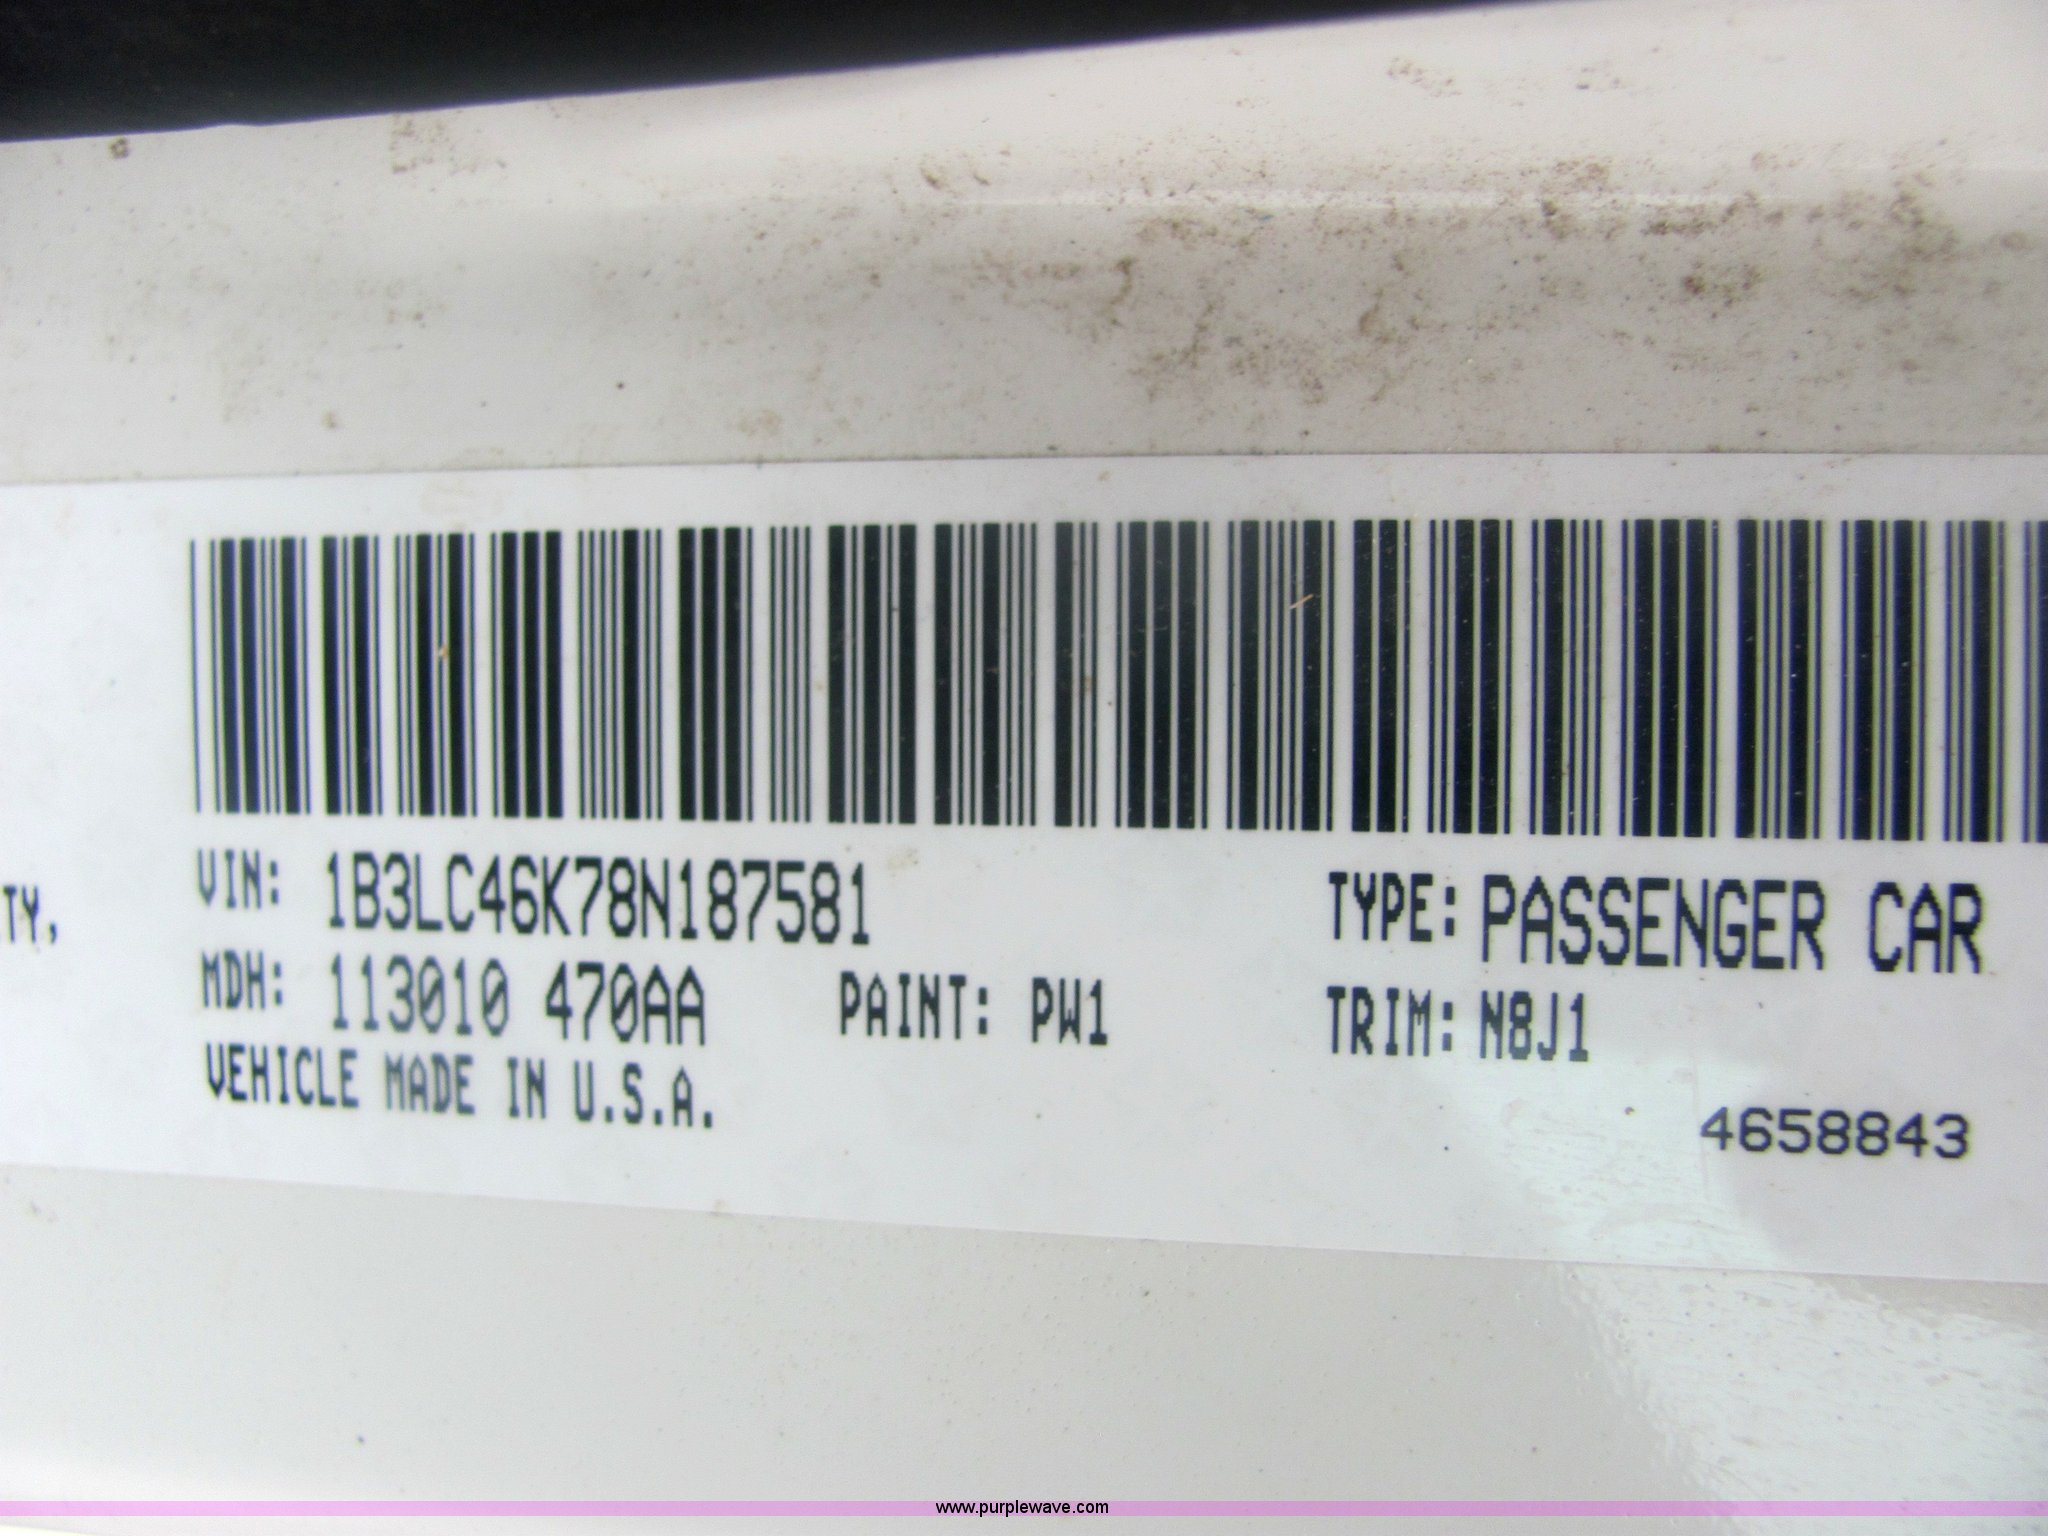 TY,
VIN: 1B3LC46K78N187581
TYPE: PASSENGER CAR
MDH: 113010 470AA
PAINT: PW1
TRIM: N8J1
VEHICLE MADE IN U.S.A.
4658843
www.purplewave.com